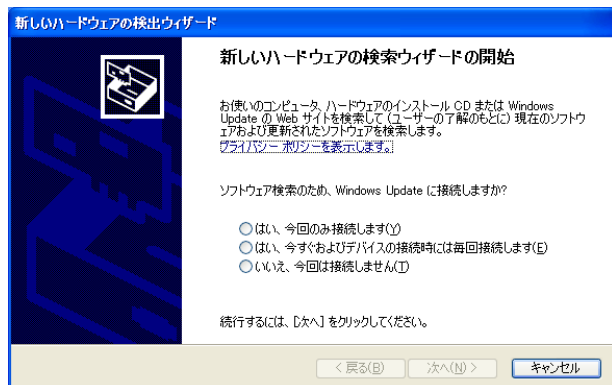 新しいハードウェアの検出ウィザード
新しいハードウェアの検索ウィザードの開始
お使いのコンピュータ、ハードウェアのインストール CD または Windows
Update の Web サイトを検索して (ユーザーの了解のもとに) 現在のソフトウ
ェアおよび更新されたソフトウェアを検索します。
プライバシー ポリシーを表示します。
ソフトウェア検索のため、Windows Update に接続しますか?
はい、今回のみ接続します(Y)
はい、今すぐおよびデバイスの接続時には毎回接続します(E)
いいえ、今回は接続しません(T)
続行するには、[次へ] をクリックしてください。
< 戻る(B) 次へ(N) > キャンセル